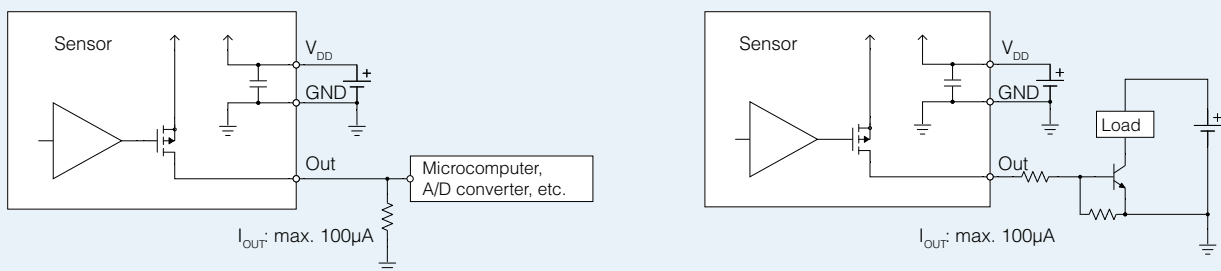 Sensor
V_DD
GND
Out
Microcomputer,
A/D converter, etc.
I_OUT: max. 100µA
Sensor
V_DD
GND
Load
Out
I_OUT: max. 100µA